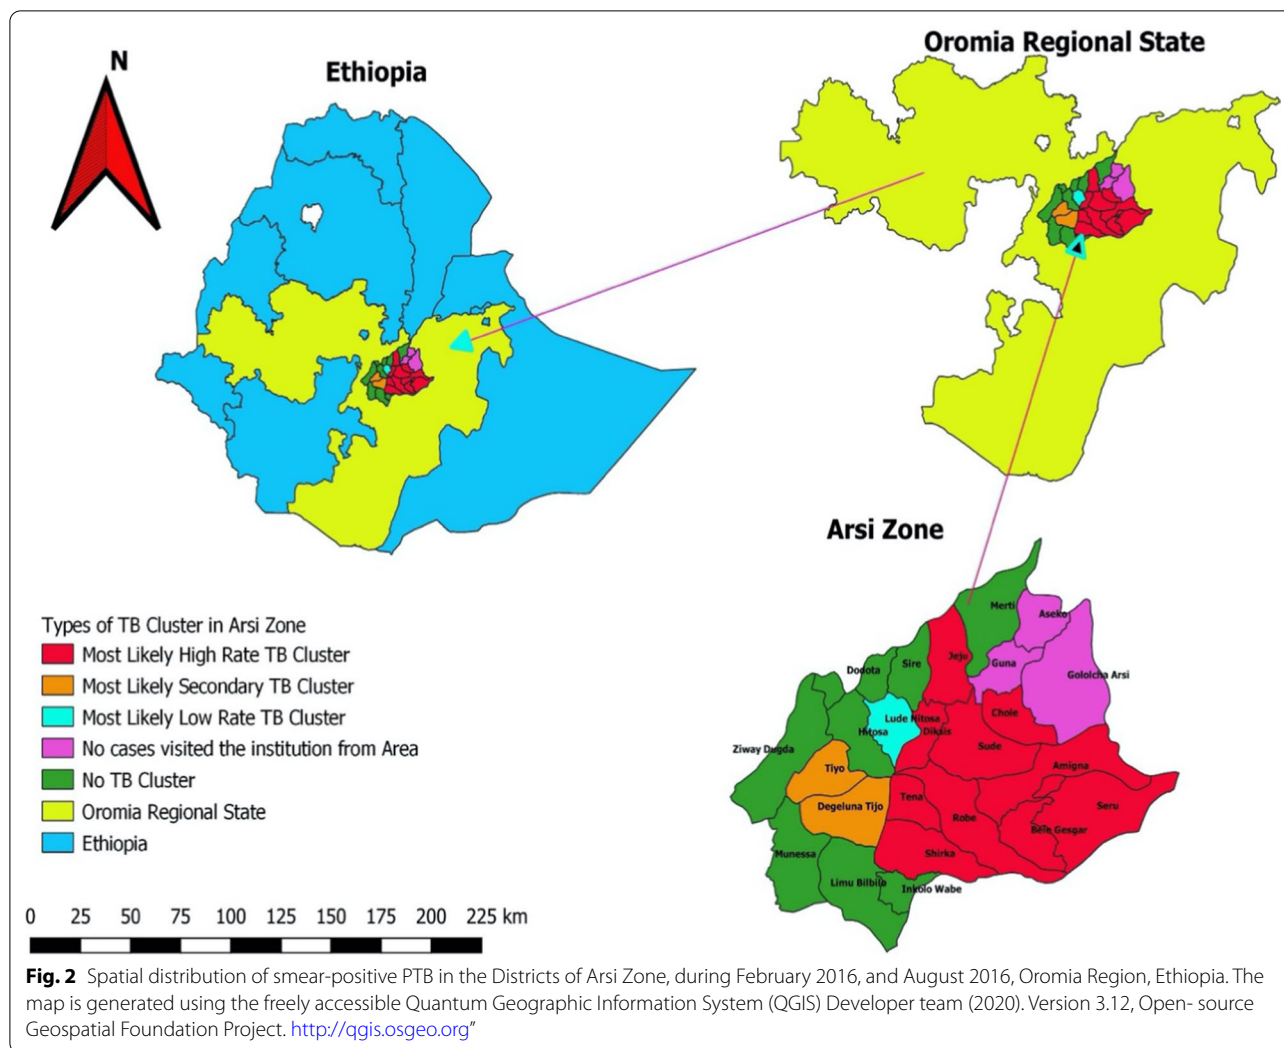 N
Ethiopia
Oromia Regional State
Arsi Zone
Merti
Aseko
Jeju
Guna
Gololcha Arsi
Dodota
Sire
Chole
Lude Hitosa
Hitosa
Diksis
Sude
Ziway Dugda
Tiyo
Amigna
Degeluna Tijo
Tena
Robe
Seru
Bele Gesgar
Munessa
Shirka
Limu Bilbilo
Inkolo Wabe
Types of TB Cluster in Arsi Zone
Most Likely High Rate TB Cluster
Most Likely Secondary TB Cluster
Most Likely Low Rate TB Cluster
No cases visited the institution from Area
No TB Cluster
Oromia Regional State
Ethiopia
0 25 50 75 100 125 150 175 200 225 km
Fig. 2 Spatial distribution of smear-positive PTB in the Districts of Arsi Zone, during February 2016, and August 2016, Oromia Region, Ethiopia. The
map is generated using the freely accessible Quantum Geographic Information System (QGIS) Developer team (2020). Version 3.12, Open- source
Geospatial Foundation Project. http://qgis.osgeo.org”